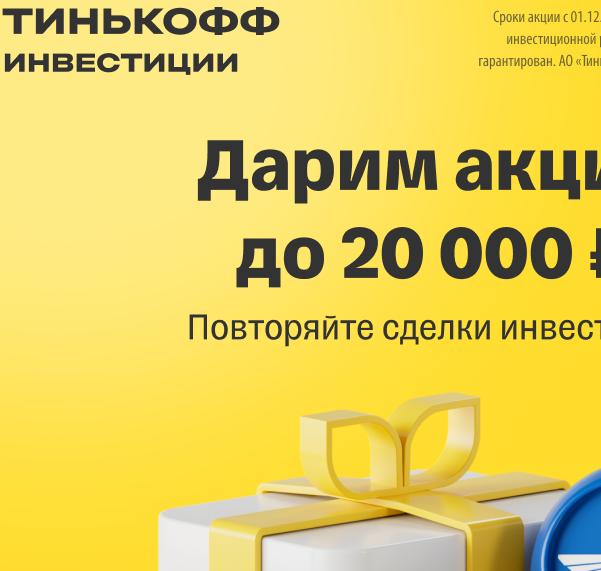 ТИНЬКОФФ
ИНВЕСТИЦИИ
Сроки акции с 01.12.
инвестиционной
гарантирован. АО «Тин
Дарим акци
до 20 000 ₽
Повторяйте сделки инвест